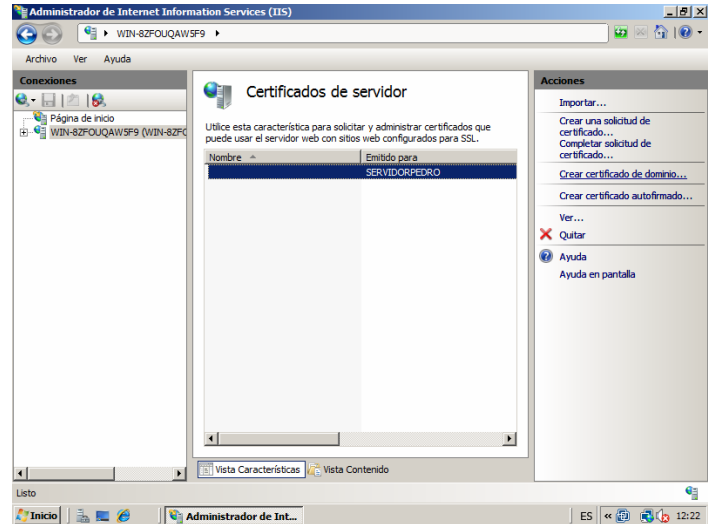 Administrador de Internet Information Services (IIS)
WIN-8ZFOUQAW5F9
Archivo Ver Ayuda
Conexiones
Página de inicio
WIN-8ZFOUQAW5F9 (WIN-8ZFO
Certificados de servidor
Utilice esta característica para solicitar y administrar certificados que
puede usar el servidor web con sitios web configurados para SSL.
Nombre Emitido para
SERVIDORPEDRO
Vista Características Vista Contenido
Acciones
Importar...
Crear una solicitud de
certificado...
Completar solicitud de
certificado...
Crear certificado de dominio...
Crear certificado autofirmado...
Ver...
Quitar
Ayuda
Ayuda en pantalla
Listo
Inicio Administrador de Int... ES 12:22